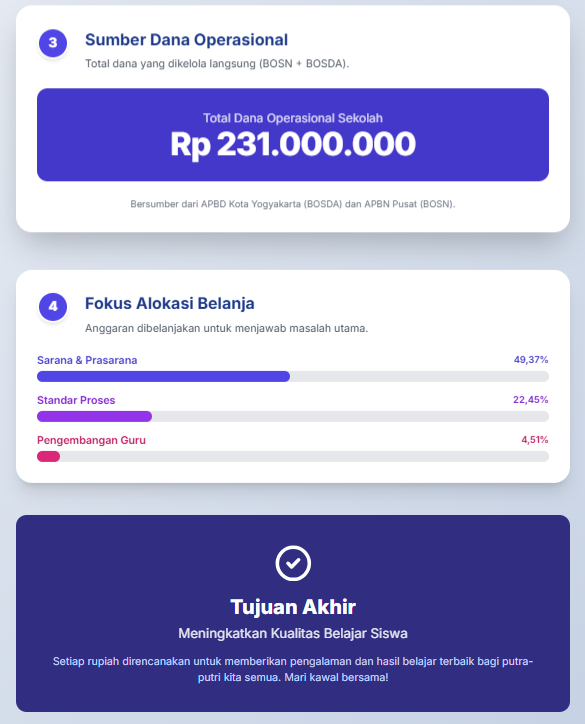 3
Sumber Dana Operasional
Total dana yang dikelola langsung (BOSN + BOSDA).
Total Dana Operasional Sekolah
Rp 231.000.000
Bersumber dari APBD Kota Yogyakarta (BOSDA) dan APBN Pusat (BOSN).
4
Fokus Alokasi Belanja
Anggaran dibelanjakan untuk menjawab masalah utama.
Sarana & Prasarana 49,37%
Standar Proses 22,45%
Pengembangan Guru 4,51%
Tujuan Akhir
Meningkatkan Kualitas Belajar Siswa
Setiap rupiah direncanakan untuk memberikan pengalaman dan hasil belajar terbaik bagi putra-
putri kita semua. Mari kawal bersama!